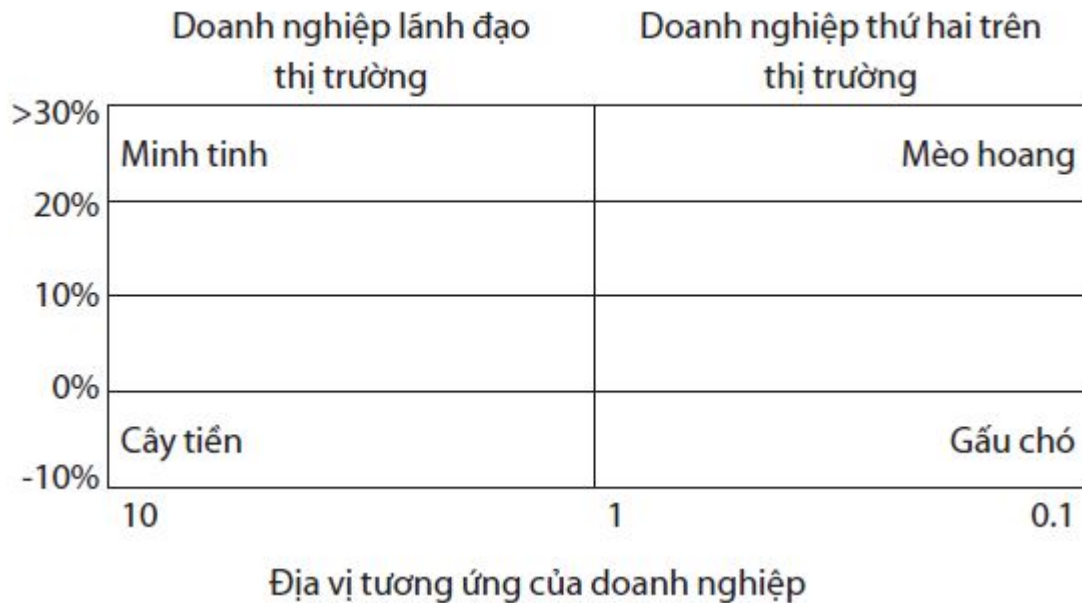 Doanh nghiệp lánh đạo
thị trường
Doanh nghiệp thứ hai trên
thị trường
>30%
Minh tinh
Mèo hoang
20%
10%
0%
Cây tiền
Gấu chó
-10%
10
1
0.1
Địa vị tương ứng của doanh nghiệp